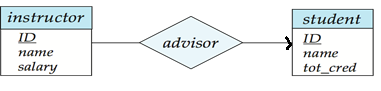 instructor
ID
name
salary
advisor
student
ID
name
tot_cred